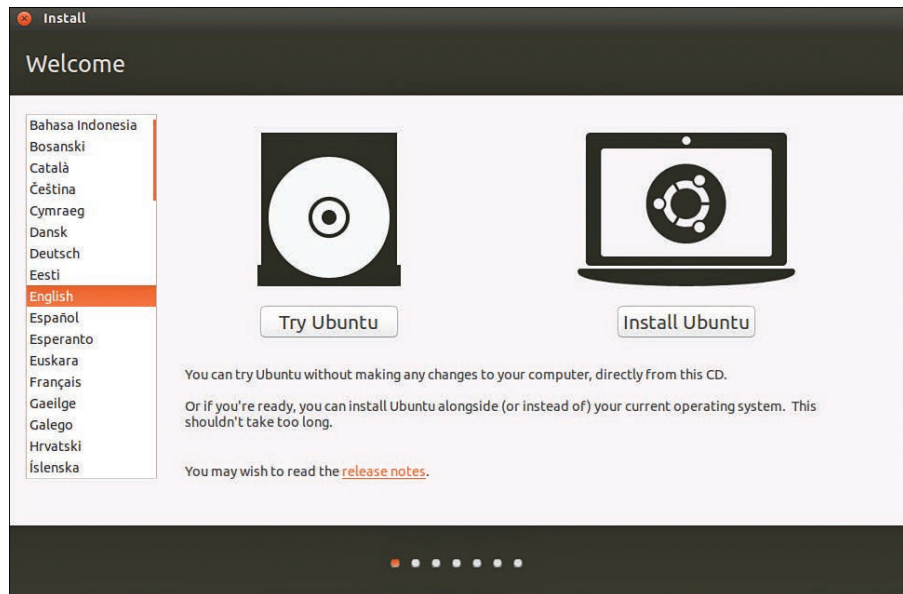 Install
Welcome
Bahasa Indonesia
Bosanski
Català
Čeština
Cymraeg
Dansk
Deutsch
Eesti
English
Español
Esperanto
Euskara
Français
Gaeilge
Galego
Hrvatski
Íslenska
Try Ubuntu
Install Ubuntu
You can try Ubuntu without making any changes to your computer, directly from this CD.
Or if you're ready, you can install Ubuntu alongside (or instead of) your current operating system. This
shouldn't take too long.
You may wish to read the release notes.